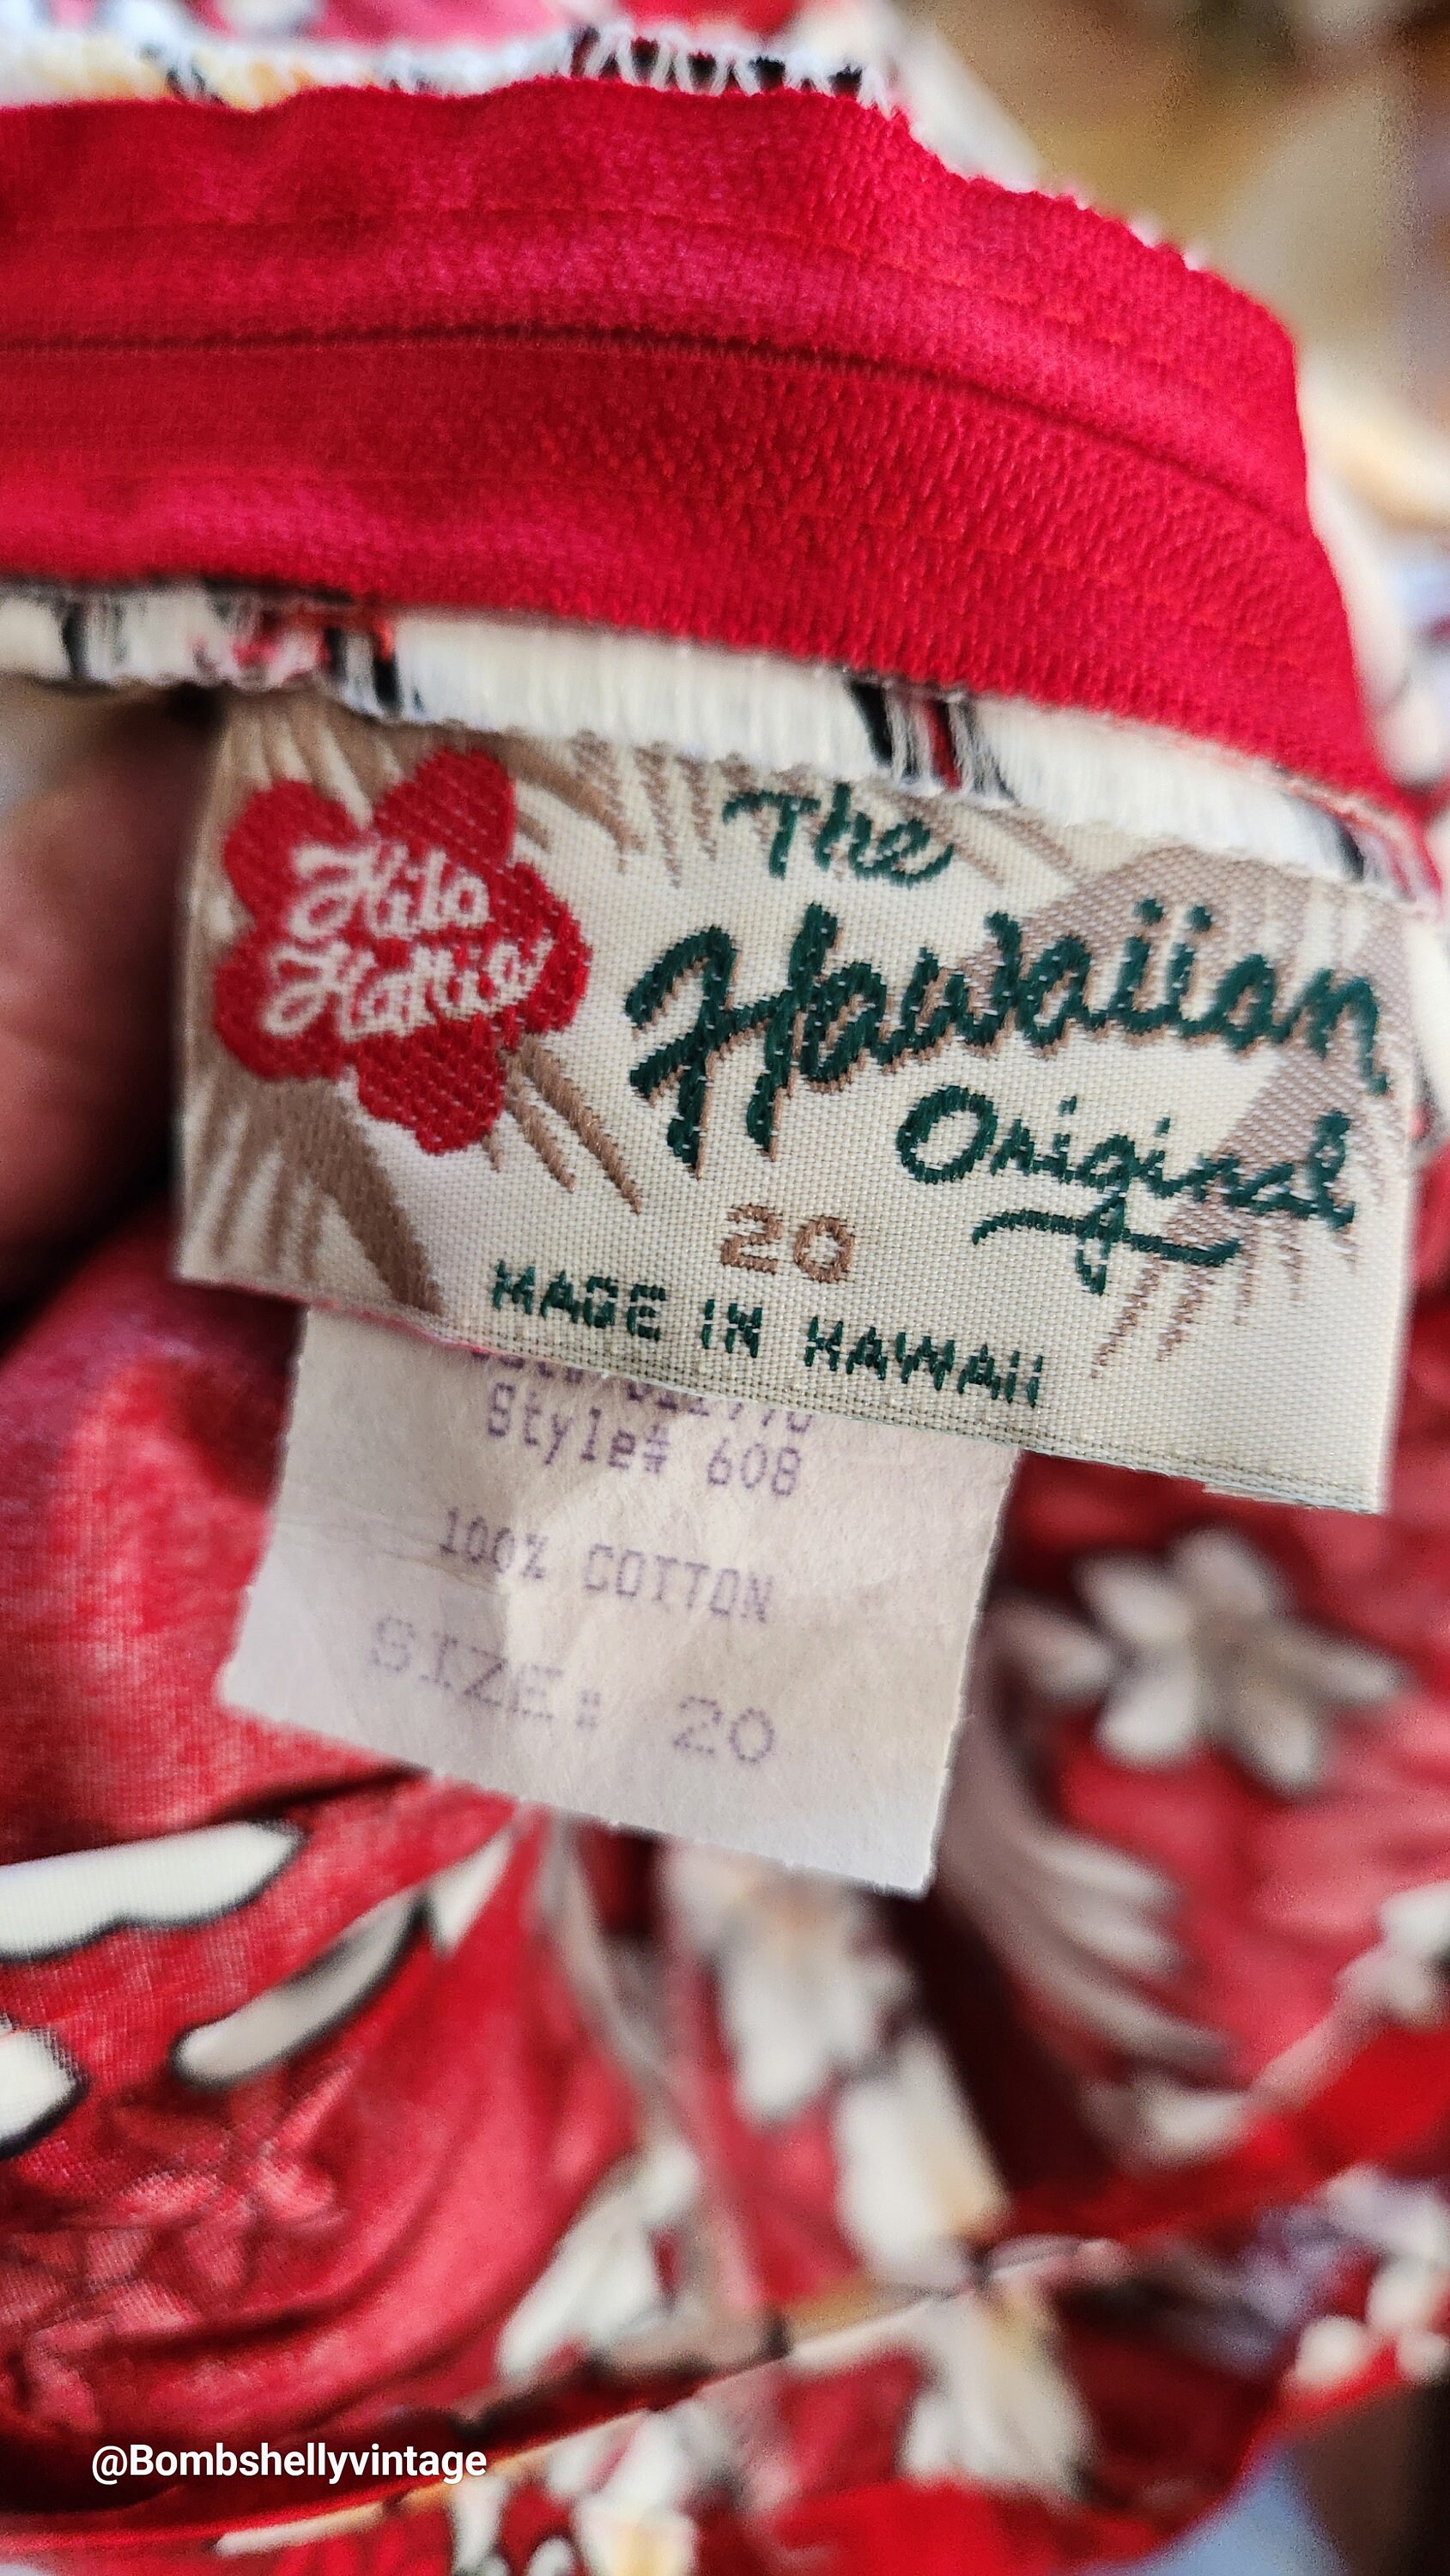 Hilo
Hattie
The
Hawaiian
Original
20
MADE IN HAWAII
Style# 608
100% COTTON
SIZE: 20
@Bombshellyvintage